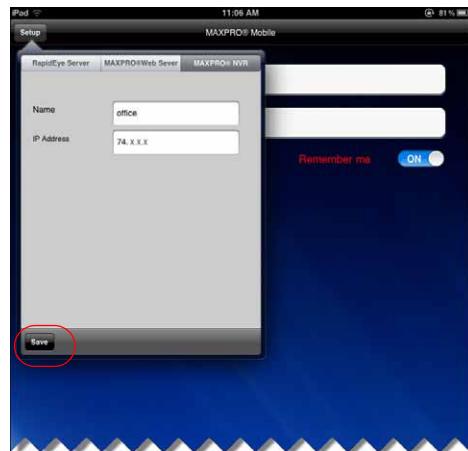 iPad 11:06 AM 81%
Setup MAXPRO® Mobile
RapidEye Server MAXPRO®Web Sever MAXPRO® NVR
Name office
IP Address 74. x.x.x
Remember me ON
Save